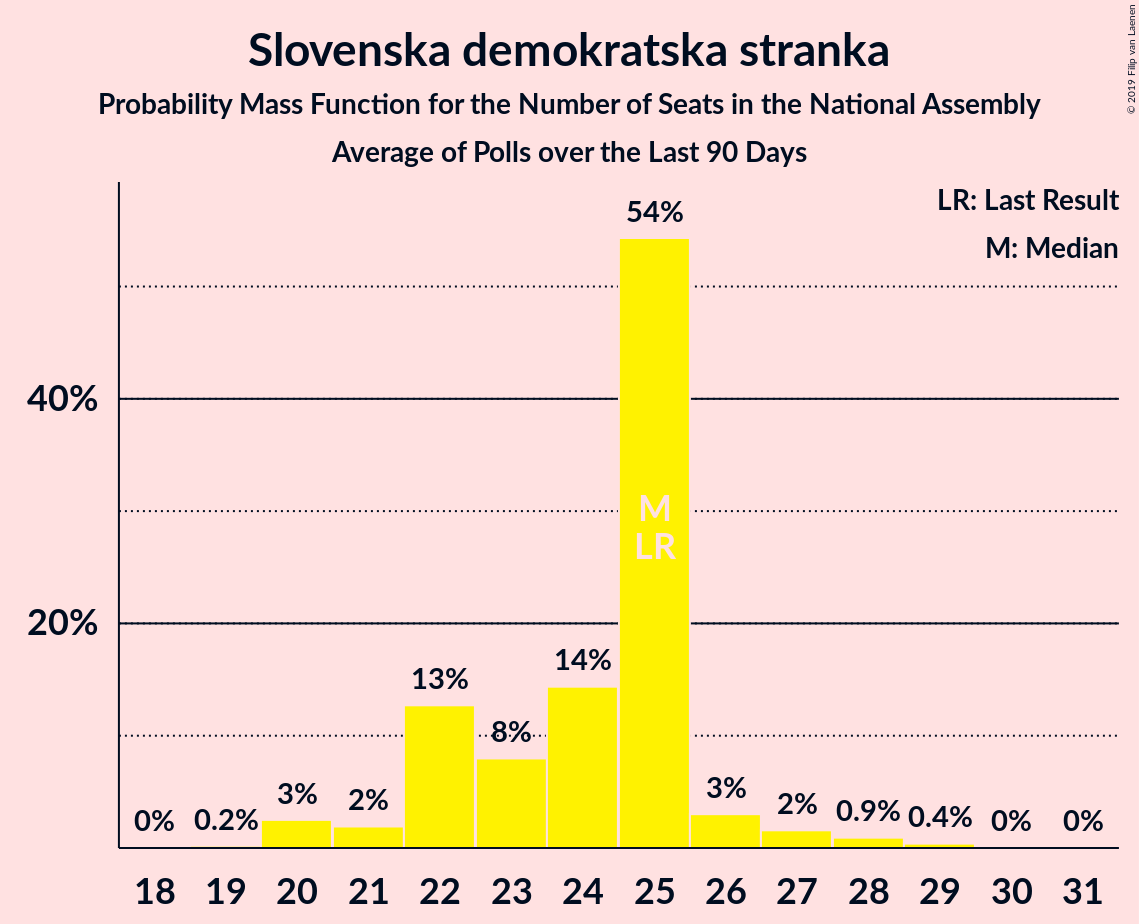 Slovenska demokratska stranka
Probability Mass Function for the Number of Seats in the National Assembly
Average of Polls over the Last 90 Days
© 2019 Filip van Laenen
LR: Last Result
M: Median
40%
20%
0%
0.2%
3%
2%
13%
8%
14%
54%
3%
2%
0.9%
0.4%
0%
0%
M
LR
18 19 20 21 22 23 24 25 26 27 28 29 30 31